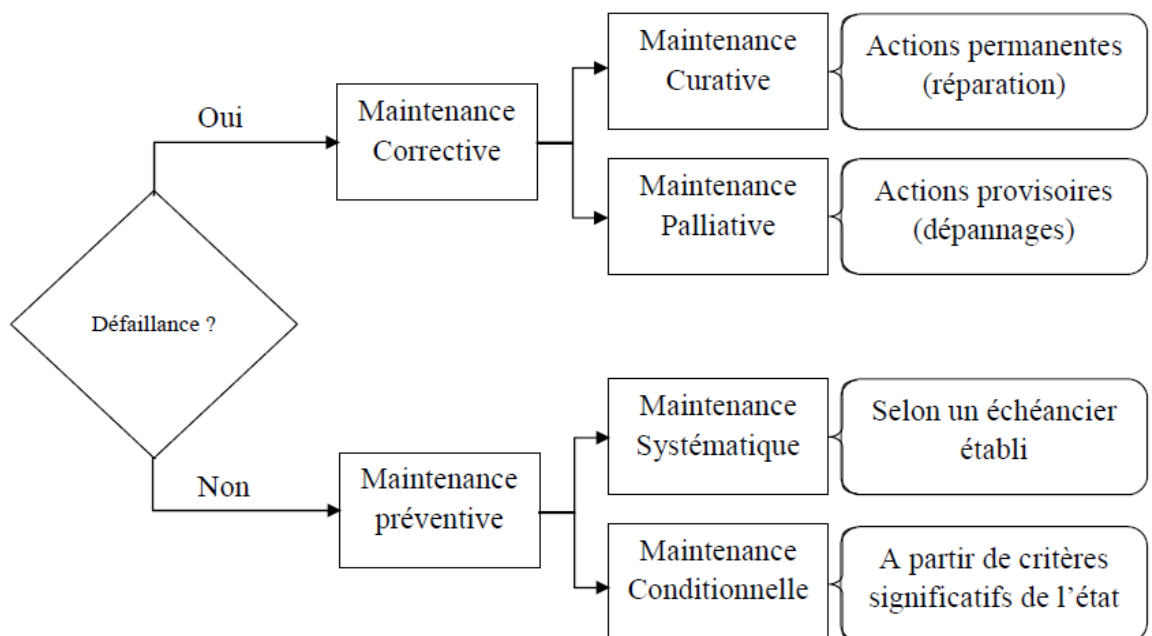 Maintenance
Curative
Actions permanentes
(réparation)
Oui
Maintenance
Corrective
Maintenance
Palliative
Actions provisoires
(dépannages)
Défaillance ?
Maintenance
Systématique
Selon un échéancier
établi
Non
Maintenance
préventive
Maintenance
Conditionnelle
A partir de critères
significatifs de l’état